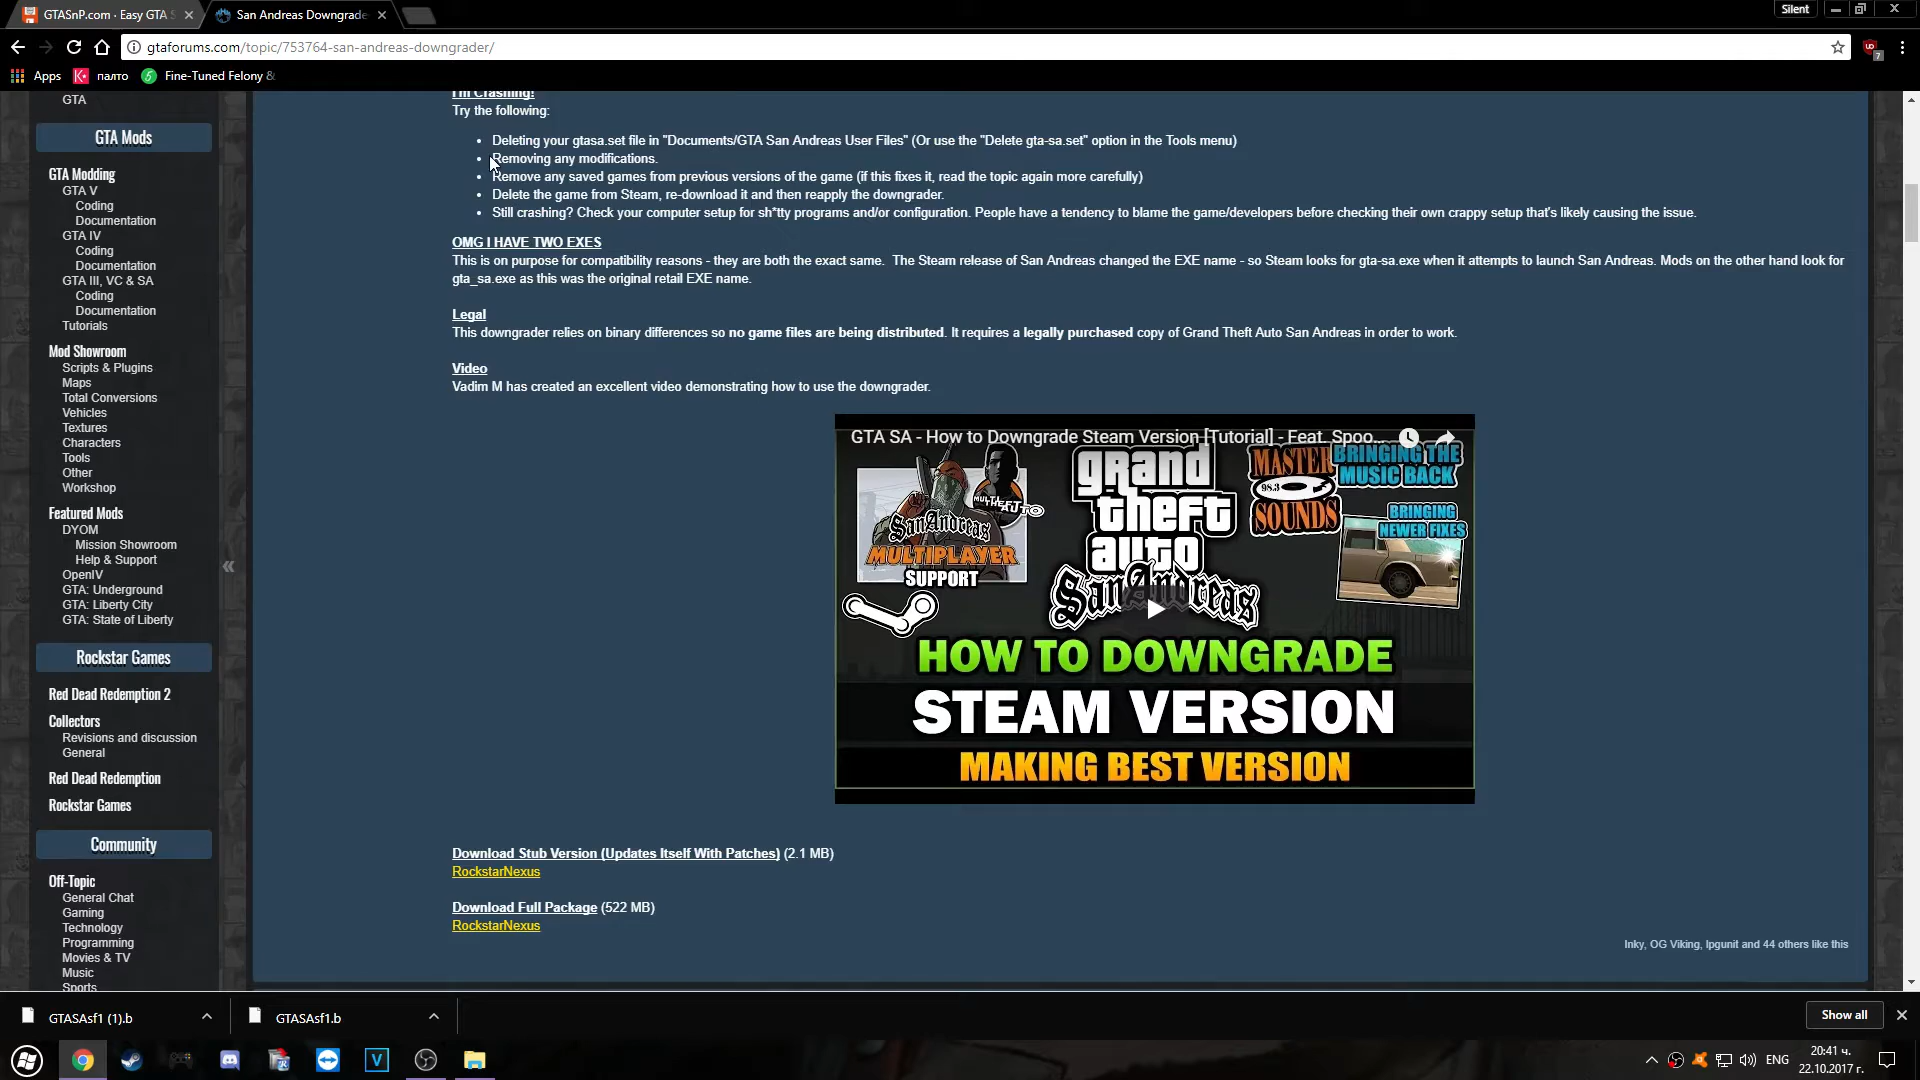 GTASnP.com · Easy GTA S
San Andreas Downgrade
Silent
gtaforums.com/topic/753764-san-andreas-downgrader/
7
Apps
палто
Fine-Tuned Felony &
GTA
GTA Mods
GTA Modding
GTA V
Coding
Documentation
GTA IV
Coding
Documentation
GTA III, VC & SA
Coding
Documentation
Tutorials
Mod Showroom
Scripts & Plugins
Maps
Total Conversions
Vehicles
Textures
Characters
Tools
Other
Workshop
Featured Mods
DYOM
Mission Showroom
Help & Support
OpenIV
GTA: Underground
GTA: Liberty City
GTA: State of Liberty
Rockstar Games
Red Dead Redemption 2
Collectors
Revisions and discussion
General
Red Dead Redemption
Rockstar Games
Community
Off-Topic
General Chat
Gaming
Technology
Programming
Movies & TV
Music
Sports
I'm Crashing!
Try the following:
Deleting your gtasa.set file in "Documents/GTA San Andreas User Files" (Or use the "Delete gta-sa.set" option in the Tools menu)
Removing any modifications.
Remove any saved games from previous versions of the game (if this fixes it, read the topic again more carefully)
Delete the game from Steam, re-download it and then reapply the downgrader.
Still crashing? Check your computer setup for sh*tty programs and/or configuration. People have a tendency to blame the game/developers before checking their own crappy setup that's likely causing the issue.
OMG I HAVE TWO EXES
This is on purpose for compatibility reasons - they are both the exact same. The Steam release of San Andreas changed the EXE name - so Steam looks for gta-sa.exe when it attempts to launch San Andreas. Mods on the other hand look for
gta_sa.exe as this was the original retail EXE name.
Legal
This downgrader relies on binary differences so no game files are being distributed. It requires a legally purchased copy of Grand Theft Auto San Andreas in order to work.
Video
Vadim M has created an excellent video demonstrating how to use the downgrader.
GTA SA - How to Downgrade Steam Version [Tutorial] - Feat. Spoo...
San Andreas
MULTIPLAYER
SUPPORT
MULTI THEFT AUTO
grand
theft
auto
San Andreas
MASTER
98.3
SOUNDS
BRINGING THE
MUSIC BACK
BRINGING
NEWER FIXES
HOW TO DOWNGRADE
STEAM VERSION
MAKING BEST VERSION
Download Stub Version (Updates Itself With Patches) (2.1 MB)
RockstarNexus
Download Full Package (522 MB)
RockstarNexus
Inky, OG Viking, lpgunit and 44 others like this
GTASAsf1 (1).b
GTASAsf1.b
Show all
V
ENG
20:41 ч.
22.10.2017 г.